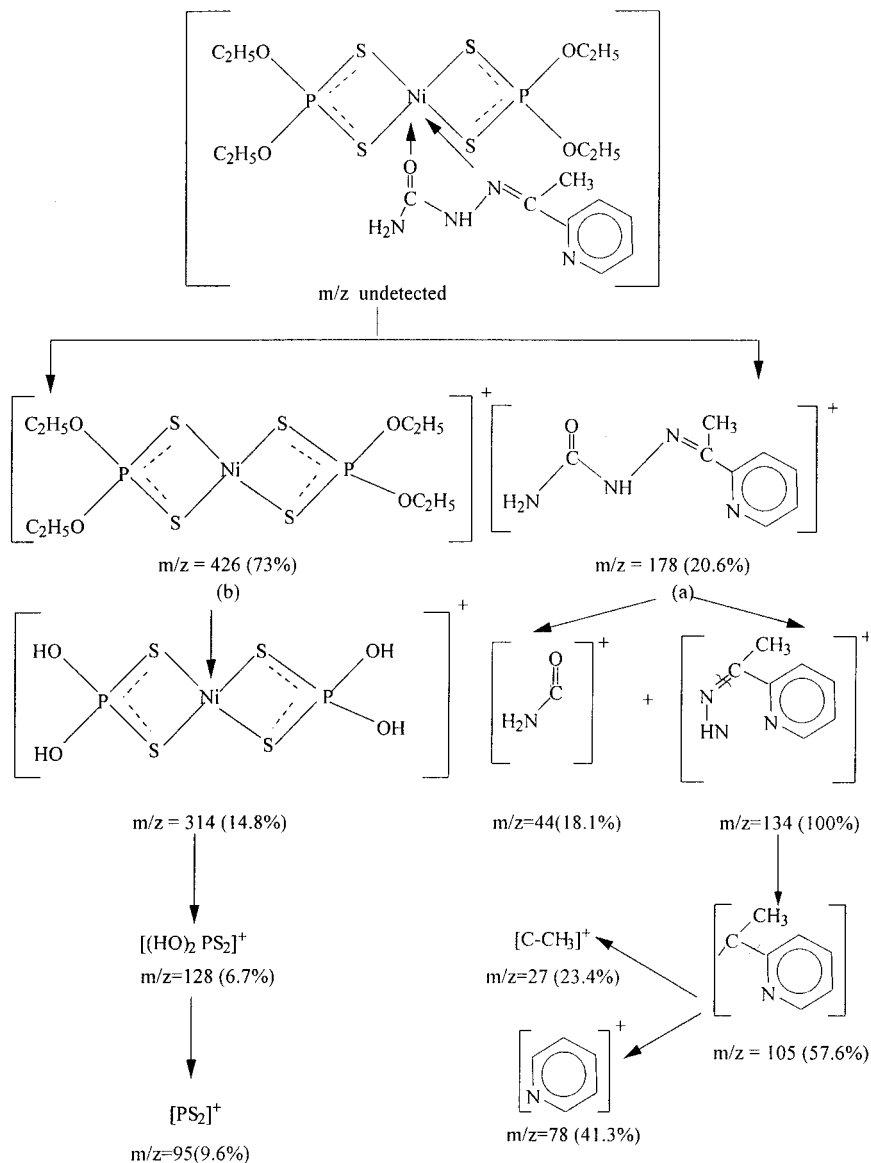 C2H5O S S OC2H5
P Ni P
C2H5O S S OC2H5
O
C N CH3
H2N NH C
N
m/z undetected
+ +
C2H5O S S OC2H5 O N CH3
P Ni P C C
C2H5O S S OC2H5 H2N NH N
m/z = 426 (73%) m/z = 178 (20.6%)
(b) (a)
+ + +
HO S S OH O CH3
P Ni P C + N C
HO S S OH H2N HN N
m/z = 314 (14.8%) m/z=44(18.1%) m/z=134 (100%)
[(HO)2 PS2]+ [C-CH3]+ C CH3
m/z=128 (6.7%) m/z=27 (23.4%) N
+ m/z = 105 (57.6%)
N
[PS2]+ m/z=78 (41.3%)
m/z=95(9.6%)